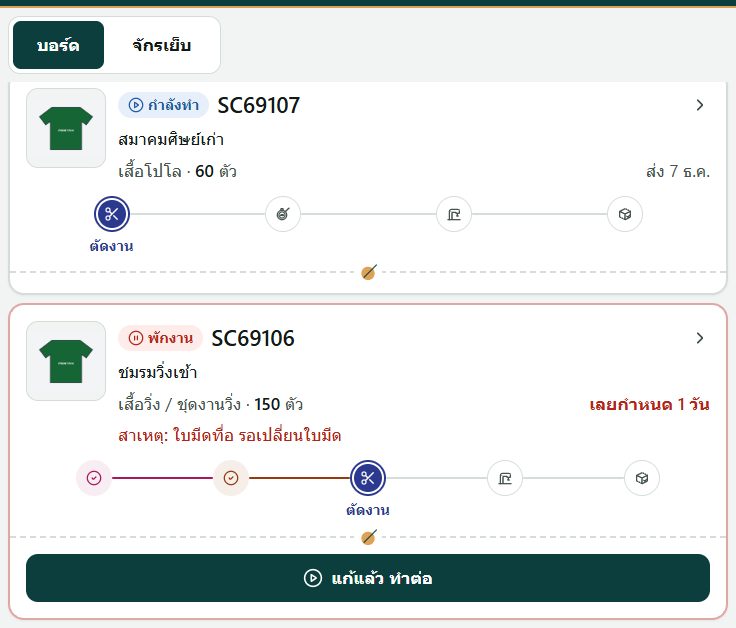 บอร์ด
จักรเย็บ
กำลังทำ SC69107
สมาคมศิษย์เก่า
เสื้อโปโล · 60 ตัว
ส่ง 7 ธ.ค.
ตัดงาน
พักงาน SC69106
ชมรมวิ่งเช้า
เสื้อวิ่ง / ชุดงานวิ่ง · 150 ตัว
เลยกำหนด 1 วัน
สาเหตุ: ใบมีดทื่อ รอเปลี่ยนใบมีด
ตัดงาน
แก้แล้ว ทำต่อ